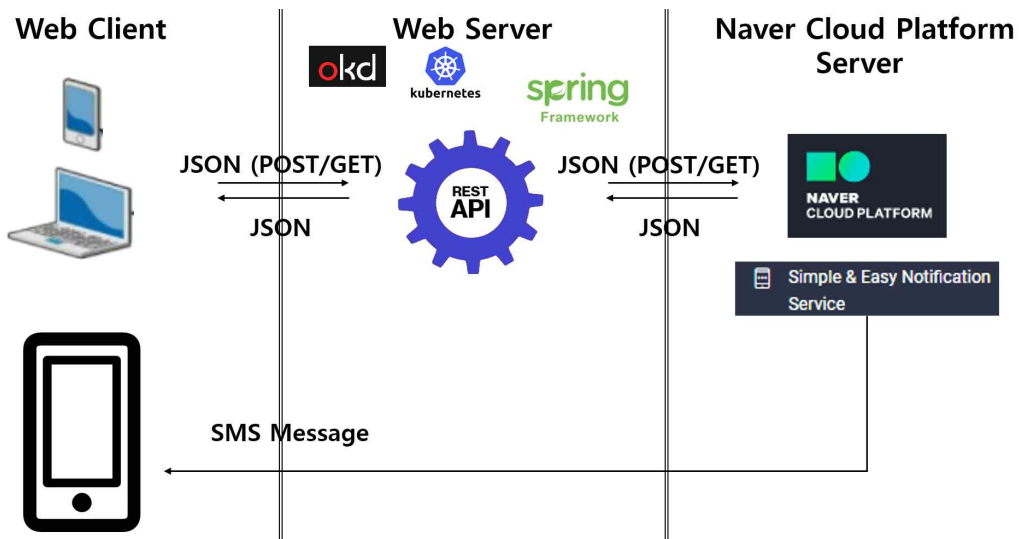 Web Client
Web Server
Naver Cloud Platform
Server
okd
kubernetes
spring
Framework
JSON (POST/GET)
JSON
REST
API
JSON (POST/GET)
JSON
NAVER
CLOUD PLATFORM
Simple & Easy Notification
Service
SMS Message